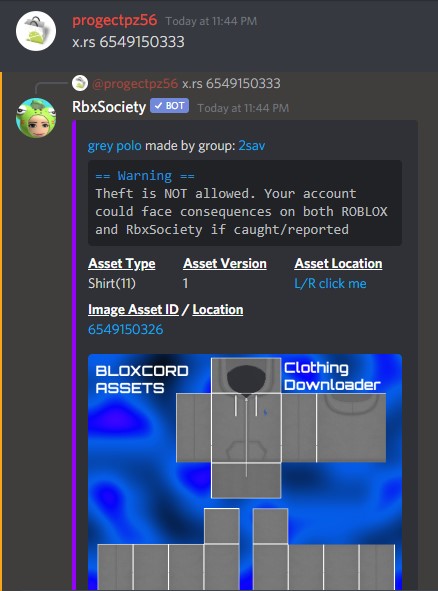 progectpz56 Today at 11:44 PM
x.rs 6549150333
@progectpz56 x.rs 6549150333
RbxSociety ✓ BOT Today at 11:44 PM
grey polo made by group: 2sav
== Warning ==
Theft is NOT allowed. Your account
could face consequences on both ROBLOX
and RbxSociety if caught/reported
Asset Type Asset Version Asset Location
Shirt(11) 1 L/R click me
Image Asset ID / Location
6549150326
BLOXCORD Clothing
ASSETS Downloader